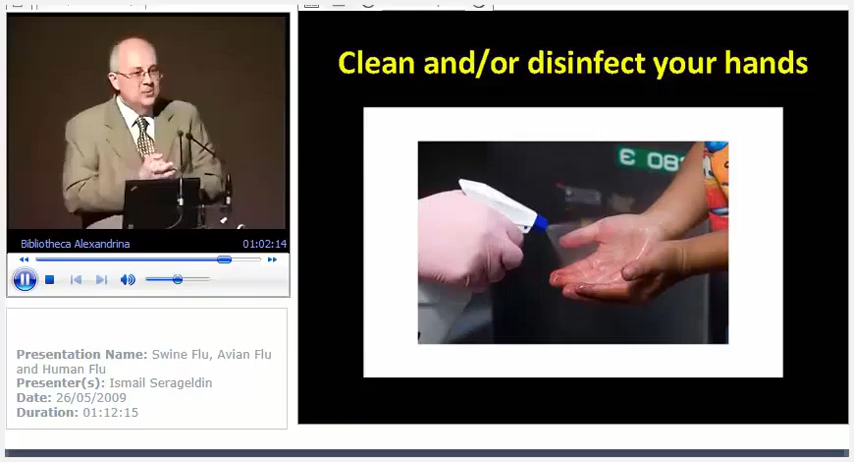 Clean and/or disinfect your hands
Bibliotheca Alexandrina 01:02:14
Presentation Name: Swine Flu, Avian Flu
and Human Flu
Presenter(s): Ismail Serageldin
Date: 26/05/2009
Duration: 01:12:15